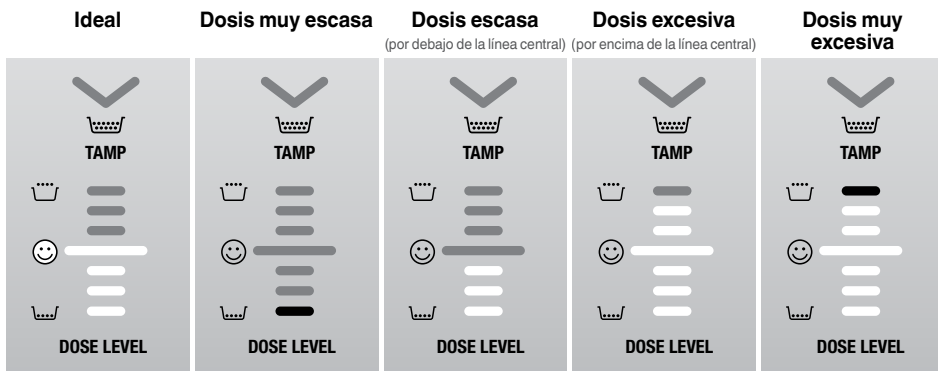 Ideal
Dosis muy escasa
Dosis escasa
(por debajo de la línea central)
Dosis excesiva
(por encima de la línea central)
Dosis muy
excesiva
TAMP
TAMP
TAMP
TAMP
TAMP
DOSE LEVEL
DOSE LEVEL
DOSE LEVEL
DOSE LEVEL
DOSE LEVEL